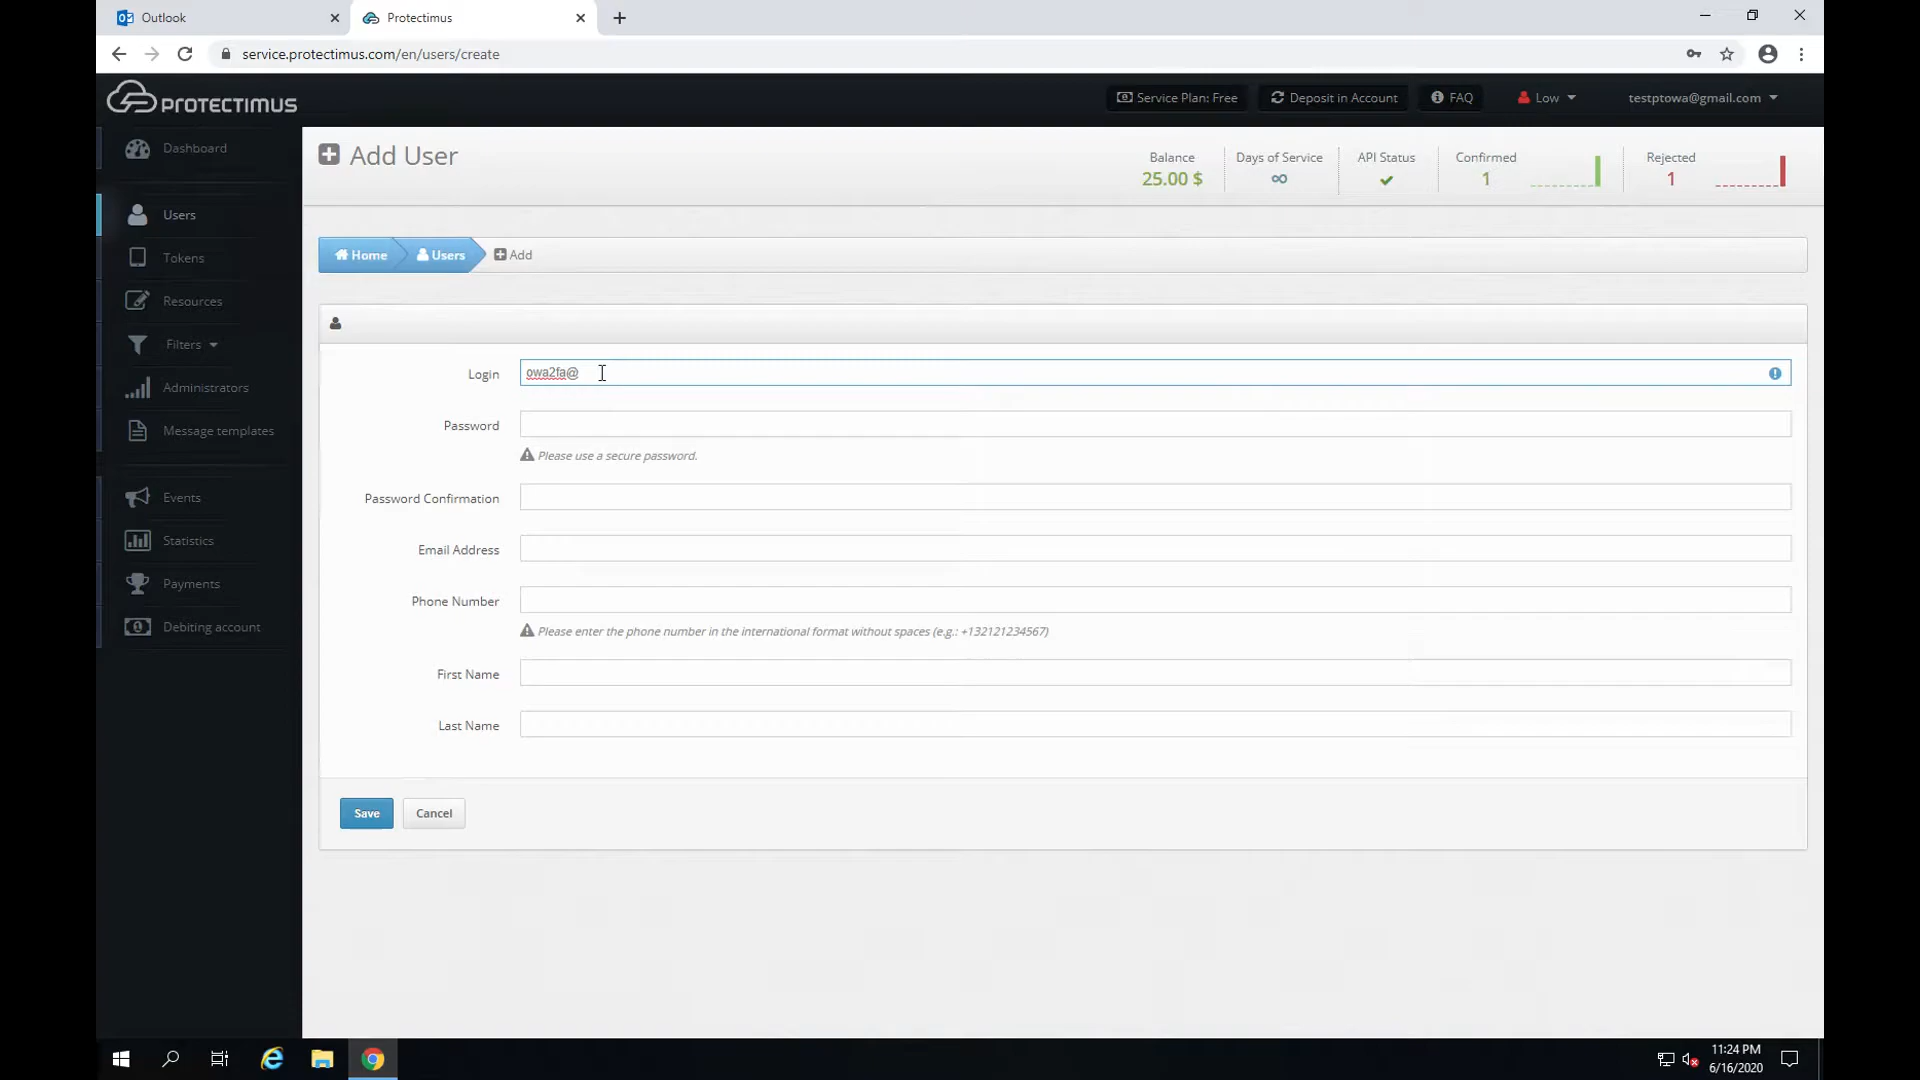 Outlook
Protectimus
service.protectimus.com/en/users/create
PROTECTIMUS
Service Plan: Free
Deposit in Account
FAQ
Low
testptowa@gmail.com
Dashboard
Users
Tokens
Resources
Filters
Administrators
Message templates
Events
Statistics
Payments
Debiting account
Add User
Balance
25.00 $
Days of Service
∞
API Status
Confirmed
1
Rejected
1
Home
Users
Add
Login
owa2fa@
Password
Please use a secure password.
Password Confirmation
Email Address
Phone Number
Please enter the phone number in the international format without spaces (e.g.: +132121234567)
First Name
Last Name
Save
Cancel
11:24 PM
6/16/2020